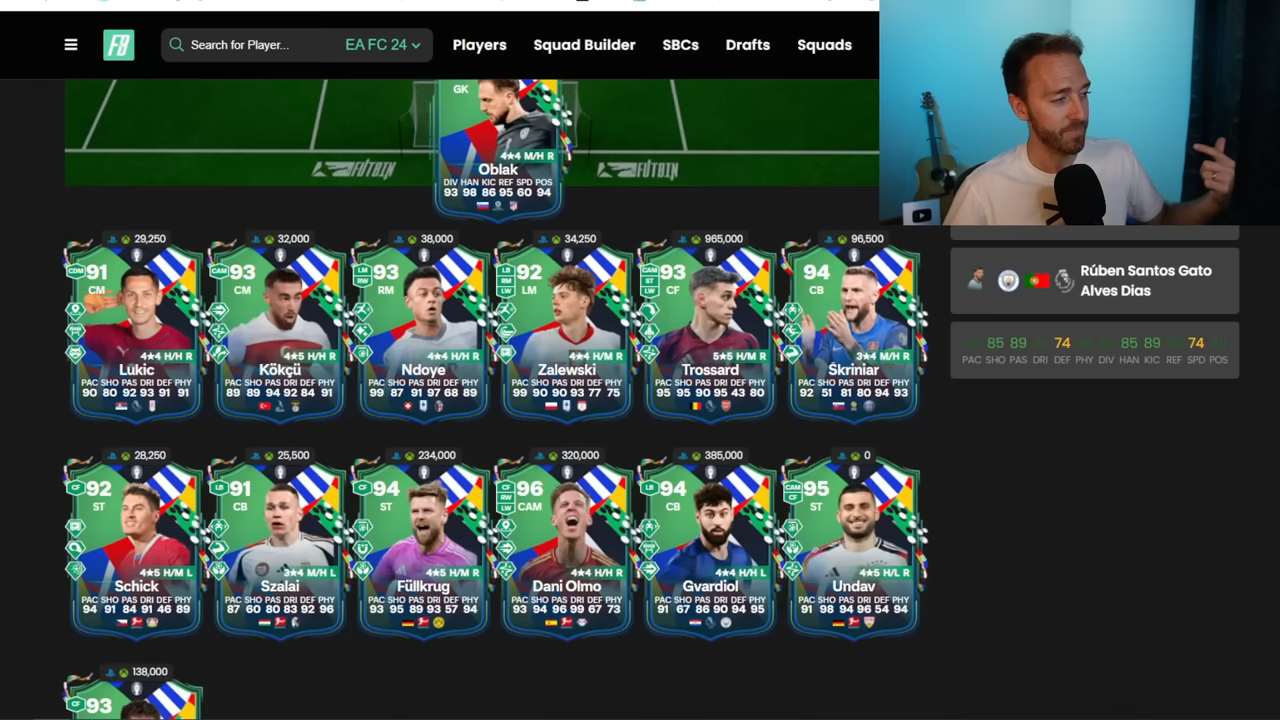 FB
Search for Player...
EA FC 24
Players
Squad Builder
SBCs
Drafts
Squads
GK
FUTBIN
FUTBIN
4★4 M/H R
Oblak
DIV HAN KIC REF SPD POS
93 98 86 95 60 94
29,250
32,000
38,000
34,250
965,000
96,500
CDM
91
CM
4★4 H/H R
Lukic
PAC SHO PAS DRI DEF PHY
90 80 92 93 91 91
CAM
93
CM
4★5 H/H R
Kökçü
PAC SHO PAS DRI DEF PHY
89 89 94 92 84 91
LM
RW
93
RM
4★4 H/H R
Ndoye
PAC SHO PAS DRI DEF PHY
99 87 91 97 68 89
LB
RM
LW
92
LM
4★4 H/M R
Zalewski
PAC SHO PAS DRI DEF PHY
99 90 90 93 77 75
CAM
ST
LW
93
CF
5★5 H/M R
Trossard
PAC SHO PAS DRI DEF PHY
95 95 90 95 43 80
94
CB
3★4 M/H R
Škriniar
PAC SHO PAS DRI DEF PHY
92 51 81 80 94 93
Rúben Santos Gato
Alves Dias
85 89 74 85 89 74
PAC SHO PAS DRI DEF PHY DIV HAN KIC REF SPD POS
28,250
25,500
234,000
320,000
385,000
0
CF
92
ST
4★5 H/M L
Schick
PAC SHO PAS DRI DEF PHY
94 91 84 91 46 89
LB
91
CB
3★4 M/H L
Szalai
PAC SHO PAS DRI DEF PHY
87 60 80 83 92 96
CF
94
ST
4★5 H/M R
Füllkrug
PAC SHO PAS DRI DEF PHY
93 95 89 93 57 94
CF
RW
LW
96
CAM
4★4 H/H R
Dani Olmo
PAC SHO PAS DRI DEF PHY
93 94 96 99 67 73
LB
94
CB
4★4 H/H L
Gvardiol
PAC SHO PAS DRI DEF PHY
91 67 86 90 94 95
CAM
CF
95
ST
4★5 H/L R
Undav
PAC SHO PAS DRI DEF PHY
91 98 94 96 54 94
138,000
CF
93